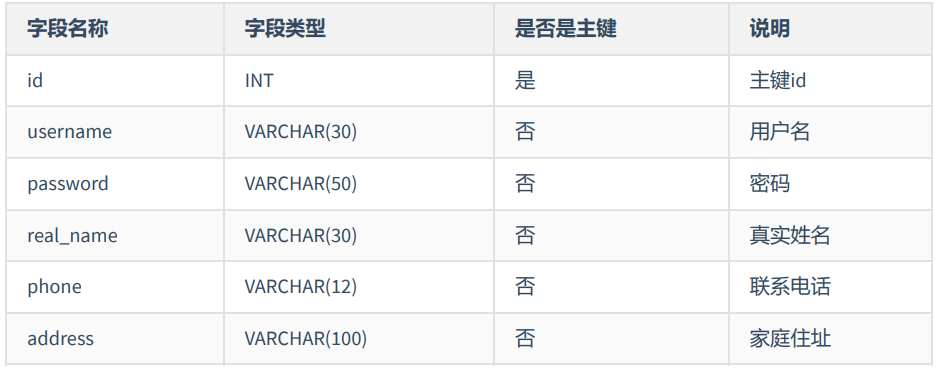 字段名称 字段类型 是否是主键 说明
id INT 是 主键id
username VARCHAR(30) 否 用户名
password VARCHAR(50) 否 密码
real_name VARCHAR(30) 否 真实姓名
phone VARCHAR(12) 否 联系电话
address VARCHAR(100) 否 家庭住址